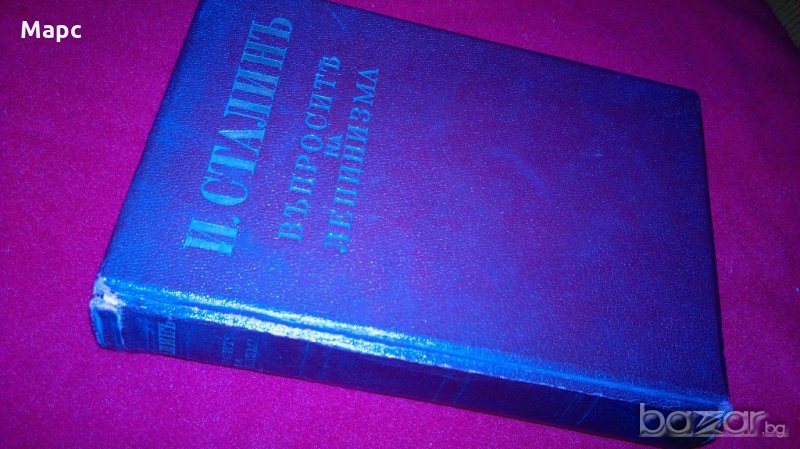 Марс
И. СТАЛИНЪ
ВЪПРОСИТѢ
НА
ЛЕНИНИЗМА
bazar.bg